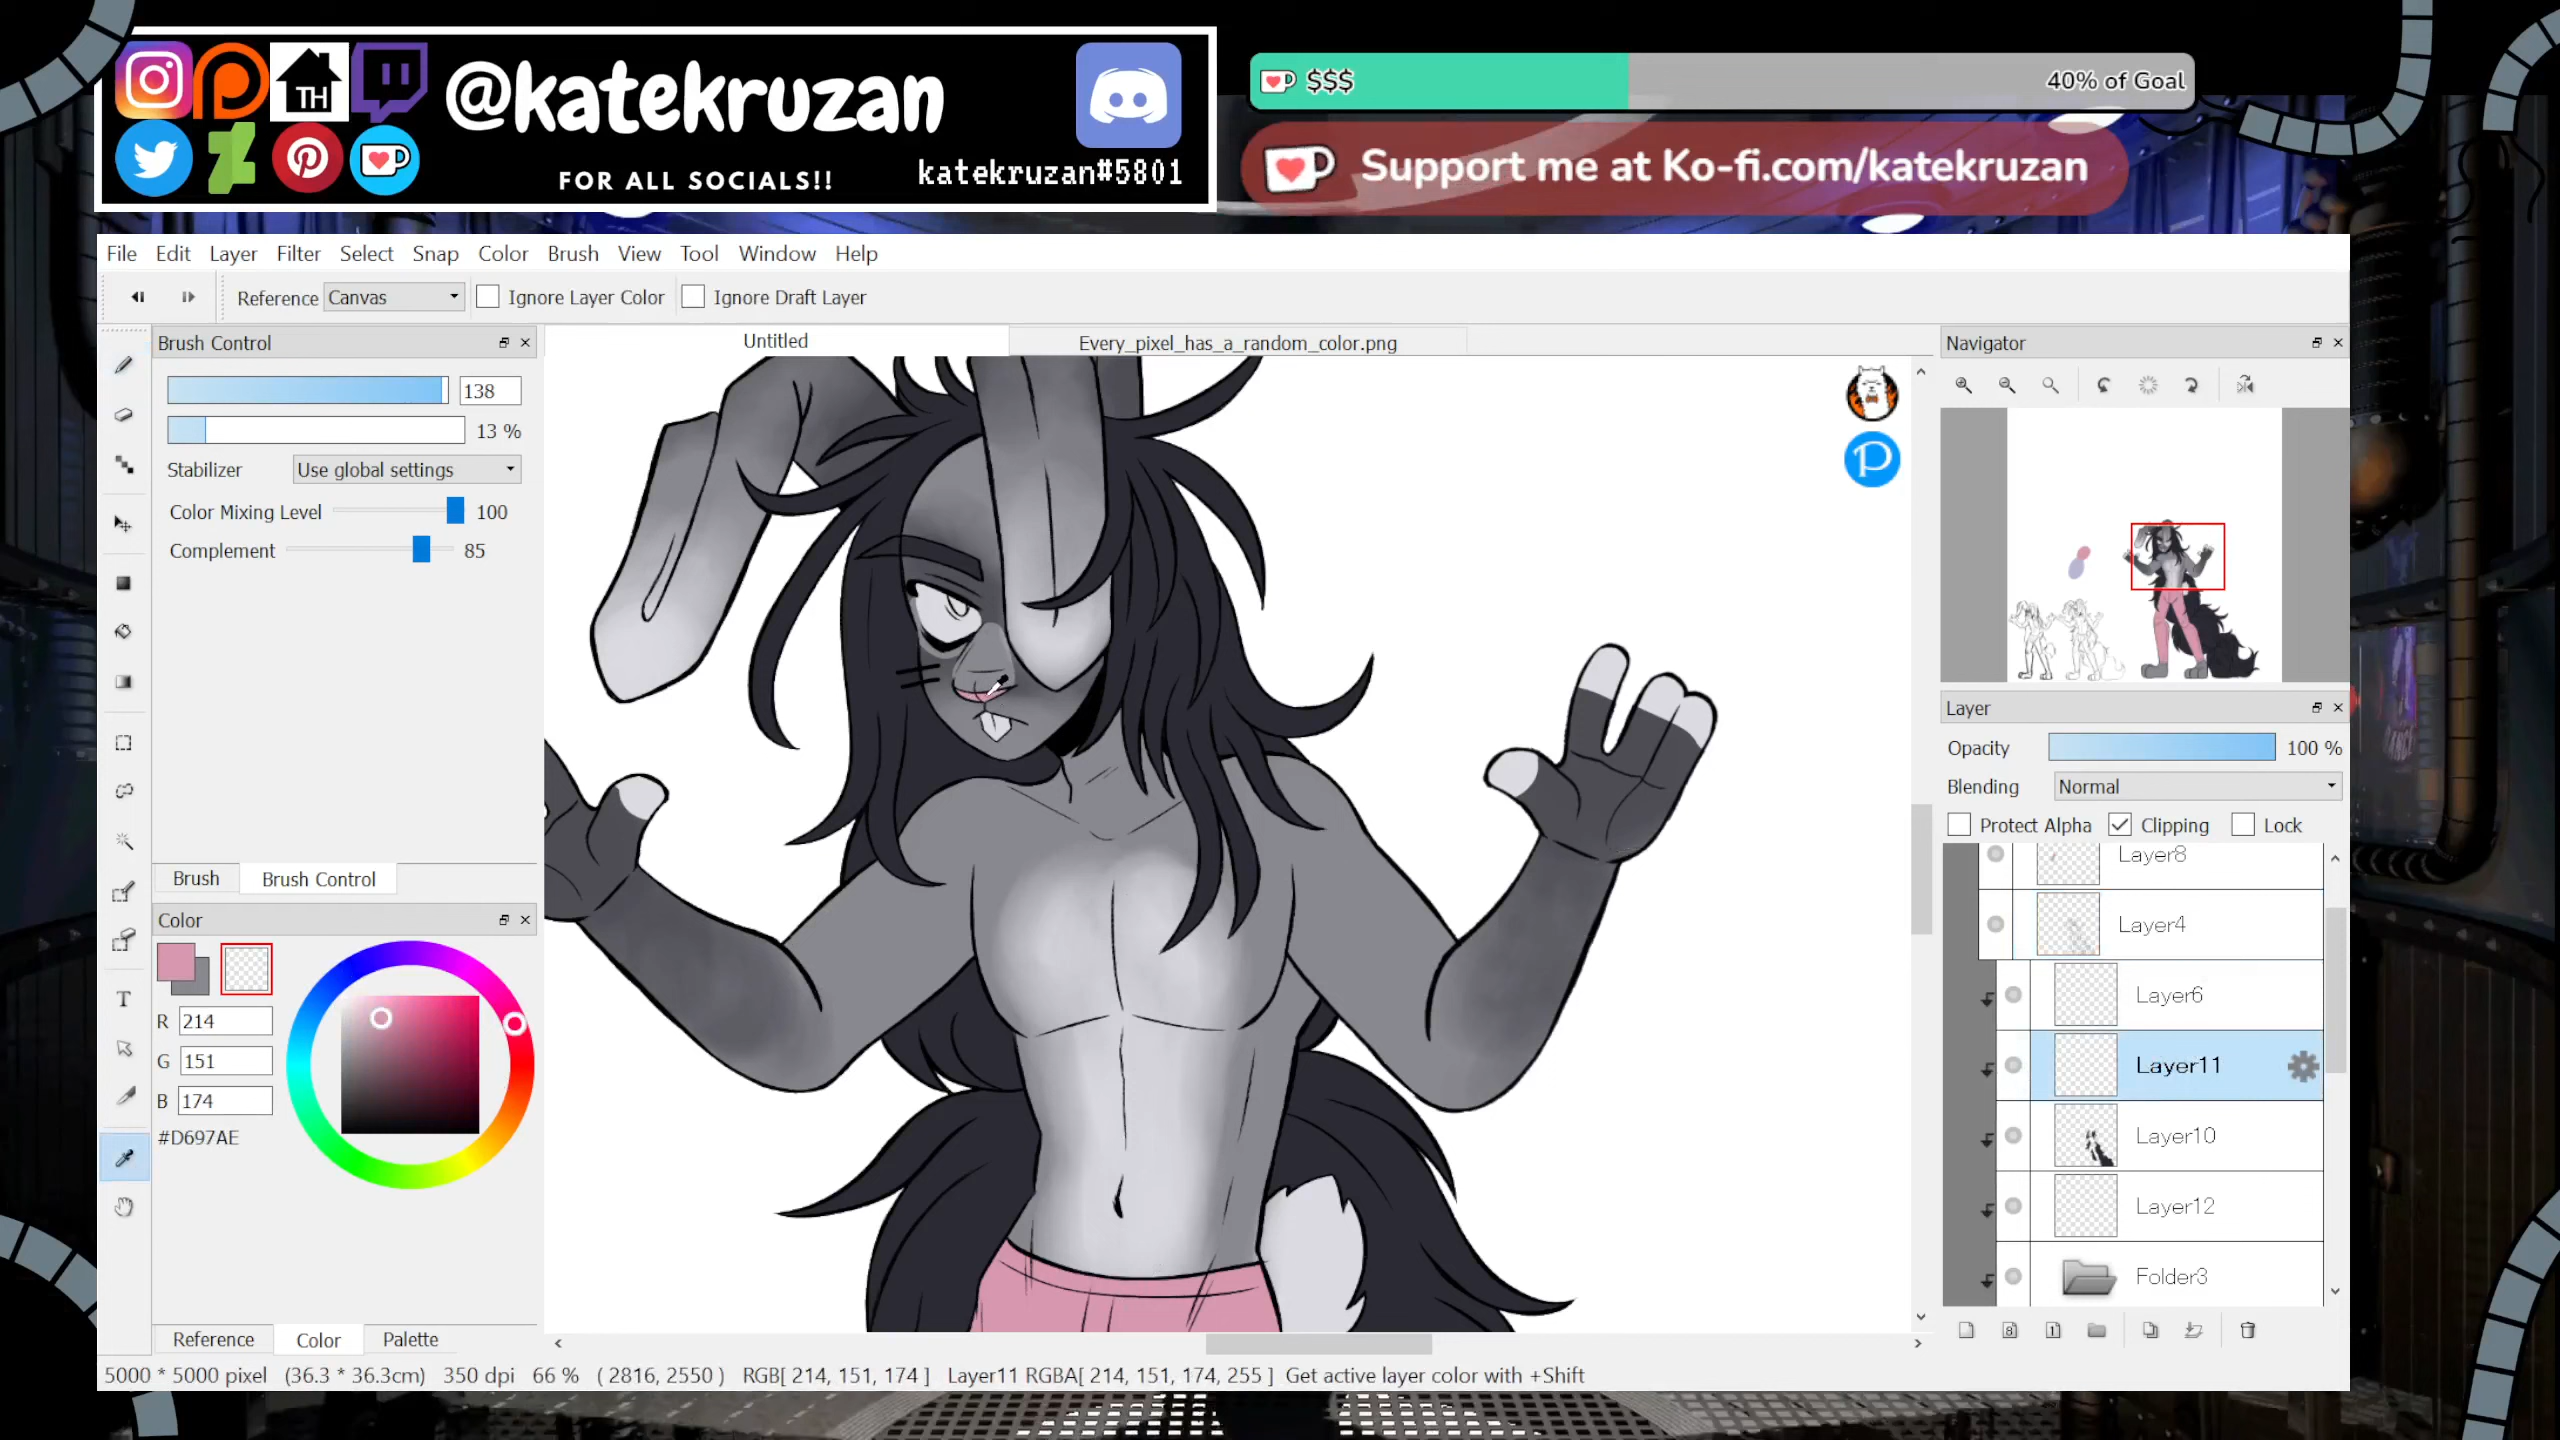 TH
@katekruzan
FOR ALL SOCIALS!!
katekruzan#5801
$$$
40% of Goal
Support me at Ko-fi.com/katekruzan
File Edit Layer Filter Select Snap Color Brush View Tool Window Help
Reference Canvas Ignore Layer Color Ignore Draft Layer
Brush Control
138
13 %
Stabilizer Use global settings
Color Mixing Level 100
Complement 85
Brush Brush Control
Color
R 214
G 151
B 174
#D697AE
Reference Color Palette
Untitled
Every_pixel_has_a_random_color.png
Navigator
Layer
Opacity 100 %
Blending Normal
Protect Alpha Clipping Lock
Layer8
Layer4
Layer6
Layer11
Layer10
Layer12
Folder3
5000 * 5000 pixel (36.3 * 36.3cm) 350 dpi 66 % ( 2816, 2550 ) RGB[ 214, 151, 174 ] Layer11 RGBA[ 214, 151, 174, 255 ] Get active layer color with +Shift